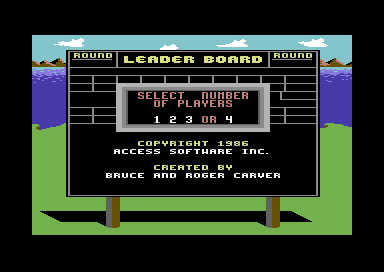 ROUND LEADER BOARD ROUND
SELECT NUMBER
OF PLAYERS
1 2 3 OR 4
COPYRIGHT 1986
ACCESS SOFTWARE INC.
CREATED BY
BRUCE AND ROGER CARVER